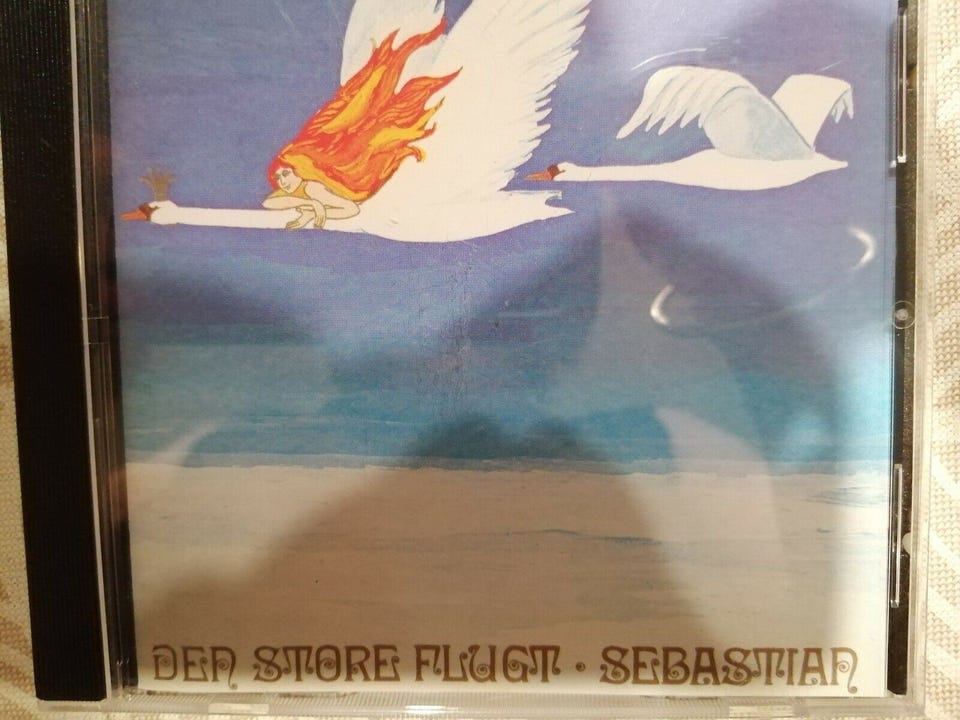 DEN STORE FLUGT · SEBASTIAN